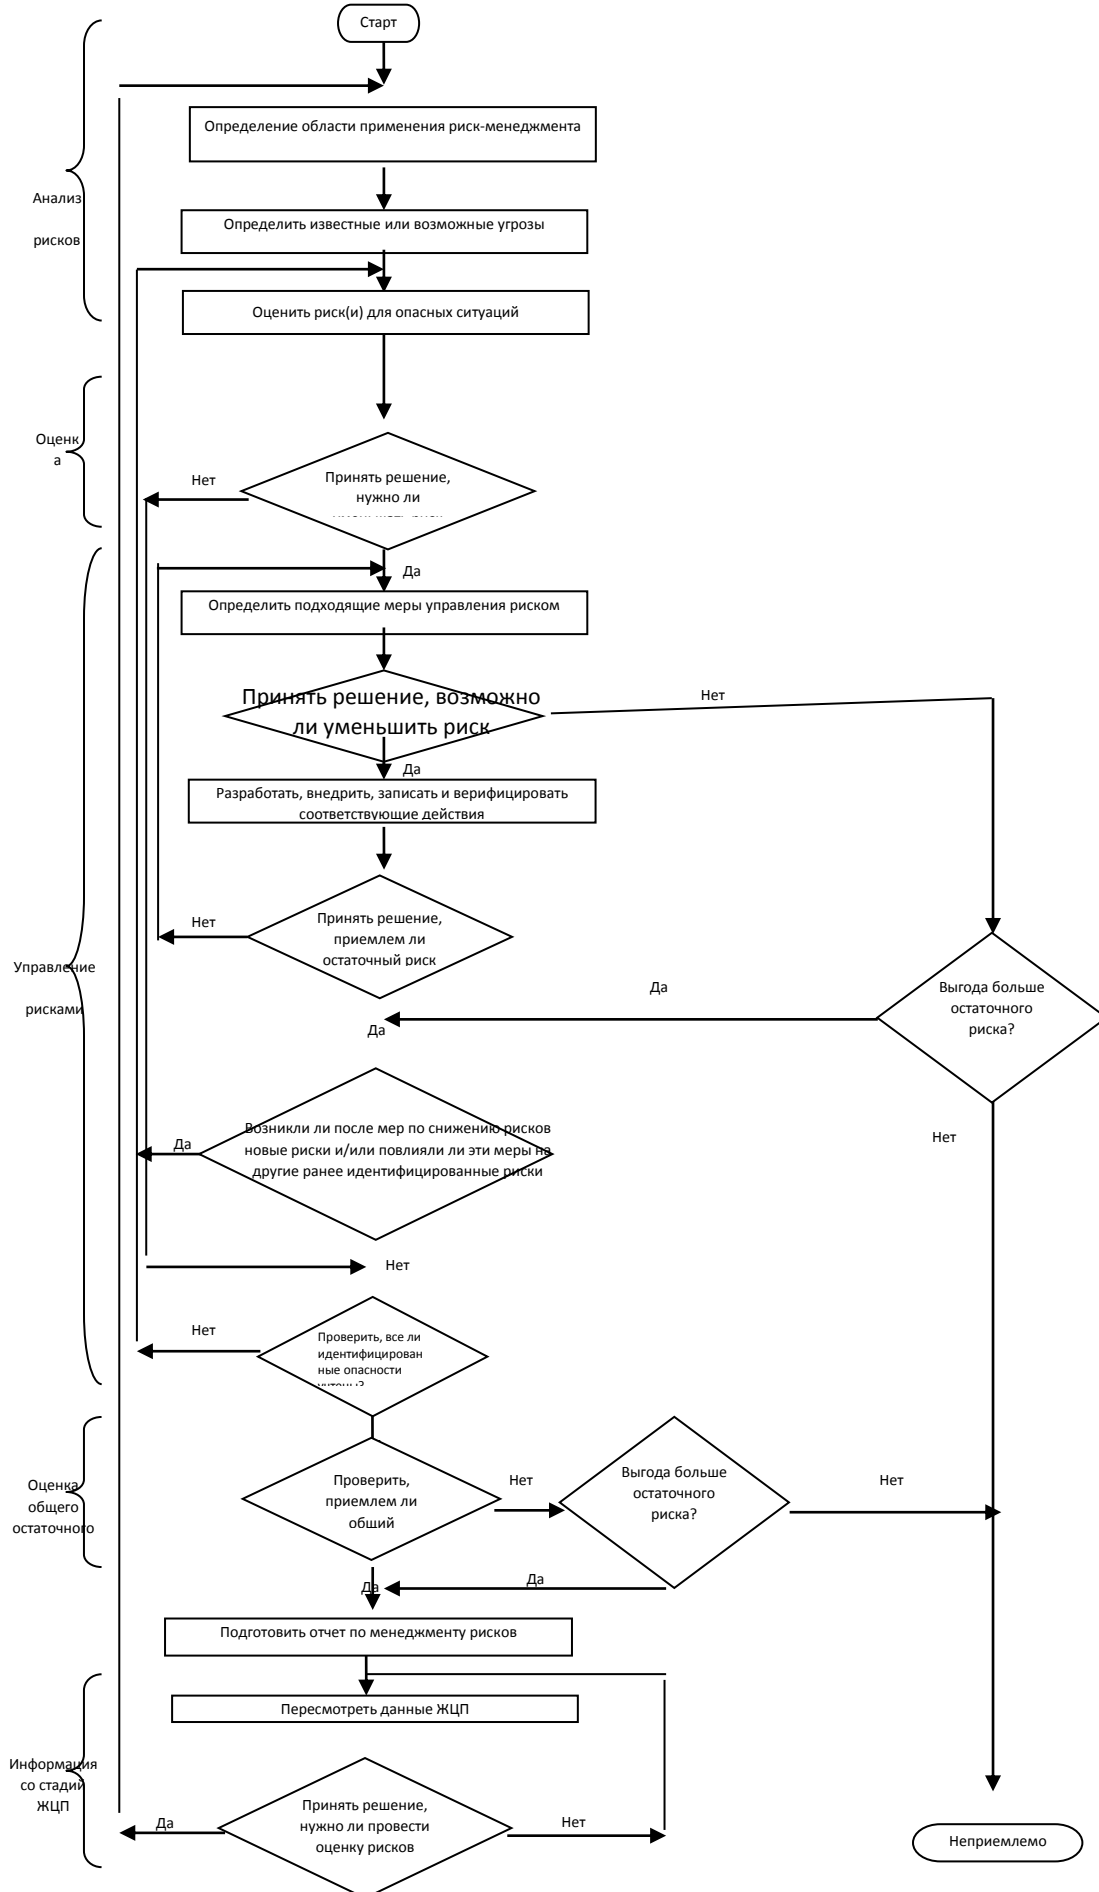 Старт
Определение области применения риск-менеджмента
Определить известные или возможные угрозы
Анализ
рисков
Оценить риск(и) для опасных ситуаций
Оценк
а
Нет
Принять решение,
нужно ли
Да
Определить подходящие меры управления риском
Принять решение, возможно
ли уменьшить риск
Нет
Да
Разработать, внедрить, записать и верифицировать
соответствующие действия
Нет
Принять решение,
приемлем ли
остаточный риск
Управление
рисками
Да
Выгода больше
остаточного
риска?
Да
Нет
Да
Возникли ли после мер по снижению рисков
новые риски и/или повлияли ли эти меры на
другие ранее идентифицированные риски
Нет
Нет
Проверить, все ли
идентифицирован
ные опасности
учтены?
Оценка
общего
остаточного
Проверить,
приемлем ли
общий
Нет
Выгода больше
остаточного
риска?
Нет
Да
Да
Подготовить отчет по менеджменту рисков
Пересмотреть данные ЖЦП
Информация
со стадий
ЖЦП
Да
Принять решение,
нужно ли провести
оценку рисков
Нет
Неприемлемо